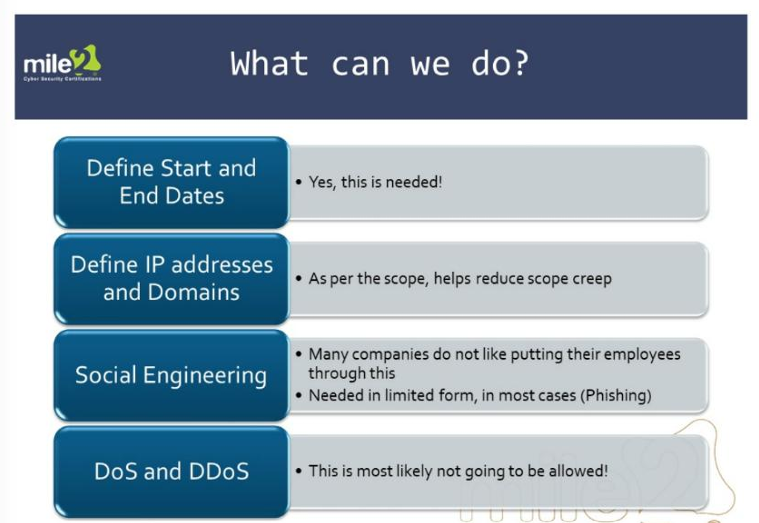 mile2
Cyber Security Certifications
What can we do?
Define Start and
End Dates
• Yes, this is needed!
Define IP addresses
and Domains
• As per the scope, helps reduce scope creep
Social Engineering
• Many companies do not like putting their employees
through this
• Needed in limited form, in most cases (Phishing)
DoS and DDoS
• This is most likely not going to be allowed!
mile2